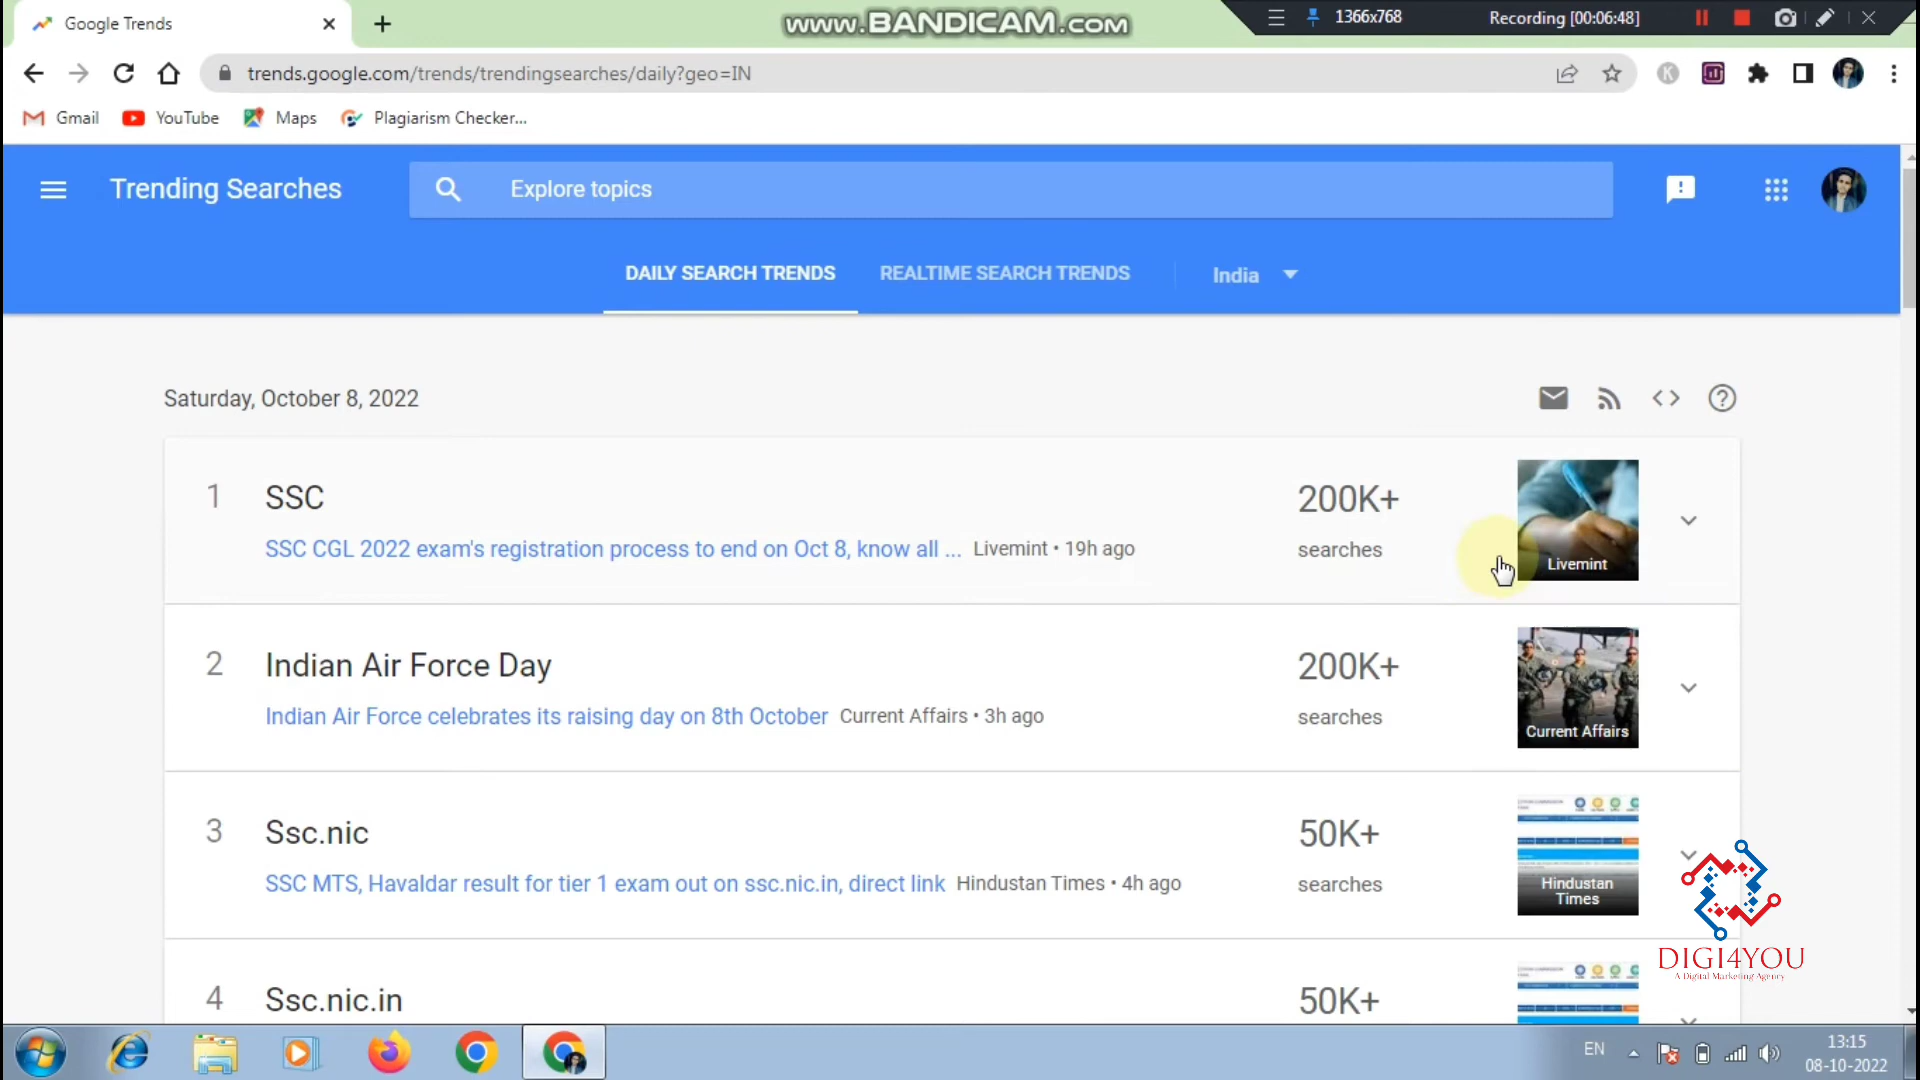 Google Trends
www.BANDICAM.com
1366x768
Recording [00:06:48]
trends.google.com/trends/trendingsearches/daily?geo=IN
Gmail
YouTube
Maps
Plagiarism Checker...
Trending Searches
Explore topics
DAILY SEARCH TRENDS
REALTIME SEARCH TRENDS
India
Saturday, October 8, 2022
1
SSC
200K+
SSC CGL 2022 exam's registration process to end on Oct 8, know all ... Livemint • 19h ago
searches
Livemint
2
Indian Air Force Day
200K+
Indian Air Force celebrates its raising day on 8th October Current Affairs • 3h ago
searches
Current Affairs
3
Ssc.nic
50K+
SSC MTS, Havaldar result for tier 1 exam out on ssc.nic.in, direct link Hindustan Times • 4h ago
searches
Hindustan
Times
4
Ssc.nic.in
50K+
DIGI4YOU
A Digital Marketing Agency
EN
13:15
08-10-2022